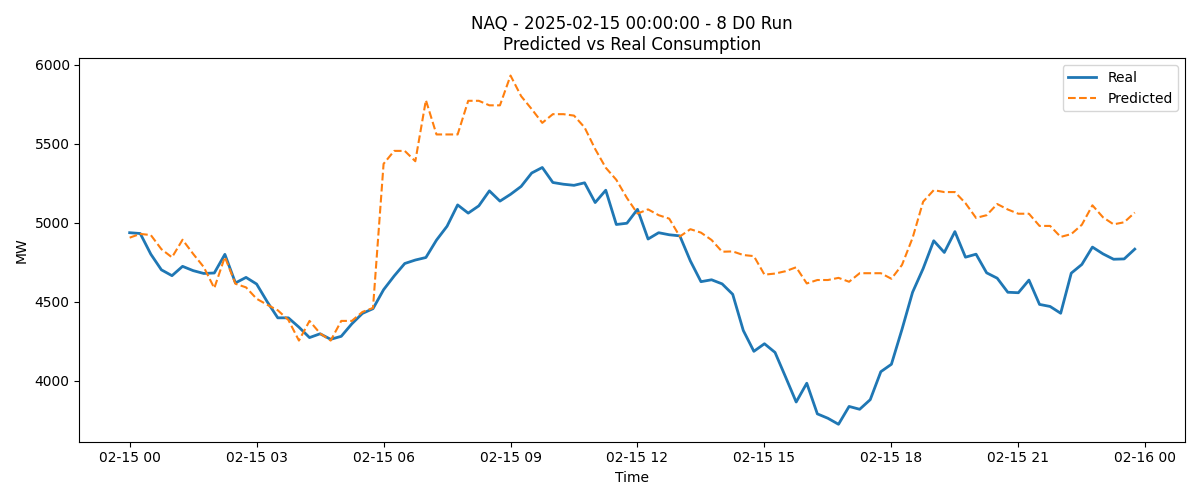 NAQ - 2025-02-15 00:00:00 - 8 D0 Run
Predicted vs Real Consumption
6000
5500
5000
4500
4000
MW
Real
Predicted
02-15 00
02-15 03
02-15 06
02-15 09
02-15 12
02-15 15
02-15 18
02-15 21
02-16 00
Time